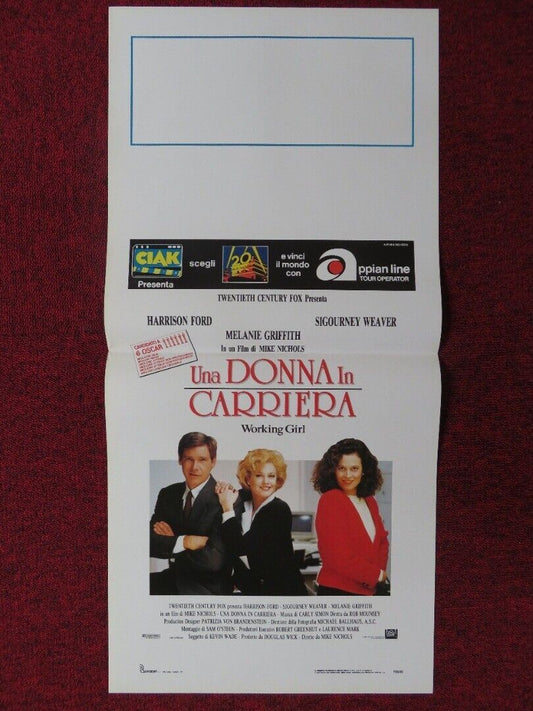 CIAK
Presenta
scegli
20
e vinci
il mondo
con
appian line
TOUR OPERATOR
TWENTIETH CENTURY FOX Presenta
HARRISON FORD SIGOURNEY WEAVER
MELANIE GRIFFITH
In un Film di MIKE NICHOLS
CANDIDATO A
6 OSCAR
Una DONNA In
CARRIERA
Working Girl
TWENTIETH CENTURY FOX presenta HARRISON FORD · SIGOURNEY WEAVER · MELANIE GRIFFITH
in un film di MIKE NICHOLS · UNA DONNA IN CARRIERA · Musica di CARLY SIMON Diretta da ROB MOUNSEY
Production Designer PATRIZIA VON BRANDENSTEIN · Direttore della Fotografia MICHAEL BALLHAUS, A.S.C.
Montaggio di SAM O'STEEN · Produttori Esecutivi ROBERT GREENHUT e LAURENCE MARK
Soggetto di KEVIN WADE · Prodotto da DOUGLAS WICK · Diretto da MIKE NICHOLS